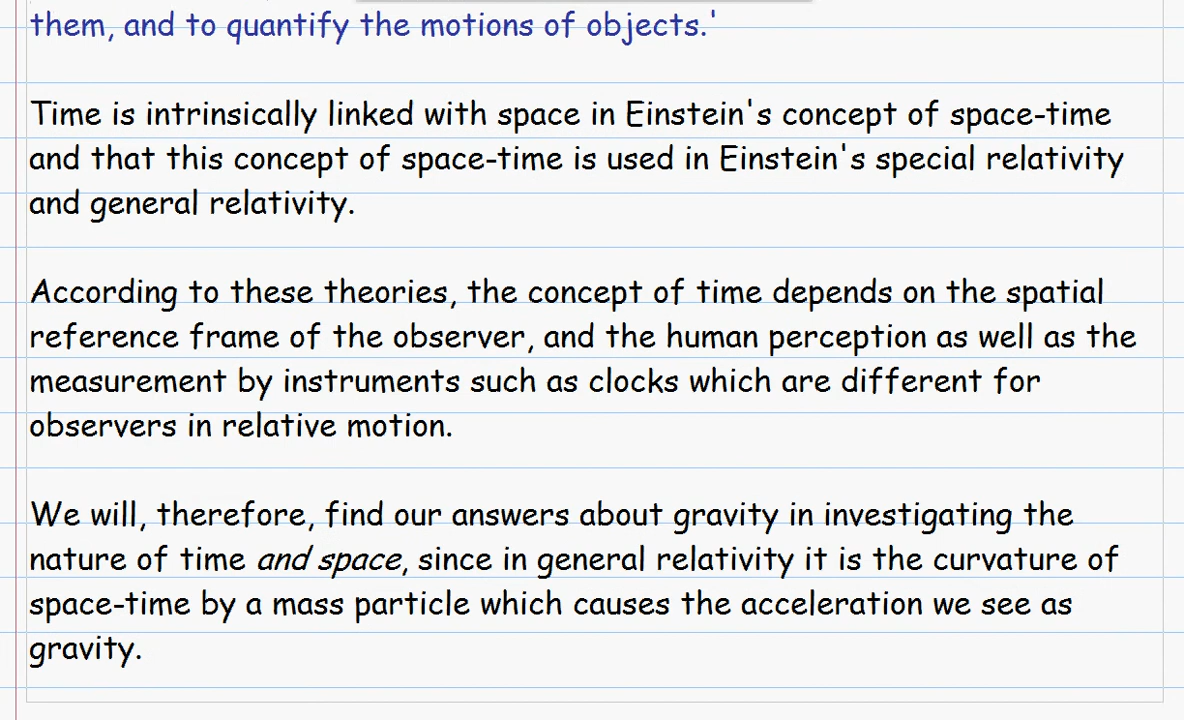 them, and to quantify the motions of objects.'
Time is intrinsically linked with space in Einstein's concept of space-time
and that this concept of space-time is used in Einstein's special relativity
and general relativity.
According to these theories, the concept of time depends on the spatial
reference frame of the observer, and the human perception as well as the
measurement by instruments such as clocks which are different for
observers in relative motion.
We will, therefore, find our answers about gravity in investigating the
nature of time and space, since in general relativity it is the curvature of
space-time by a mass particle which causes the acceleration we see as
gravity.